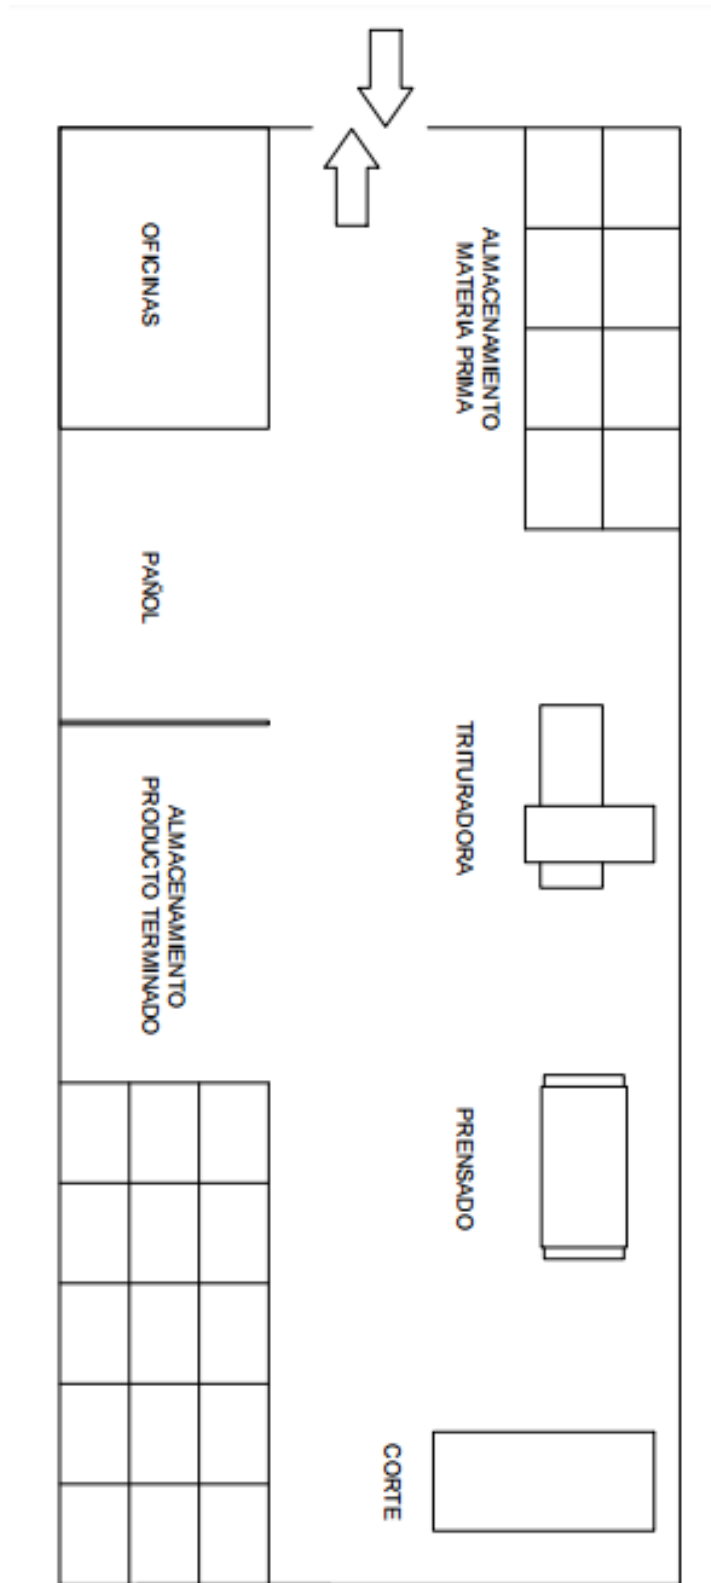 OFICINAS
ALMACENAMIENTO
MATERIA PRIMA
PAÑOL
TRITURADORA
ALMACENAMIENTO
PRODUCTO TERMINADO
PRENSADO
CORTE